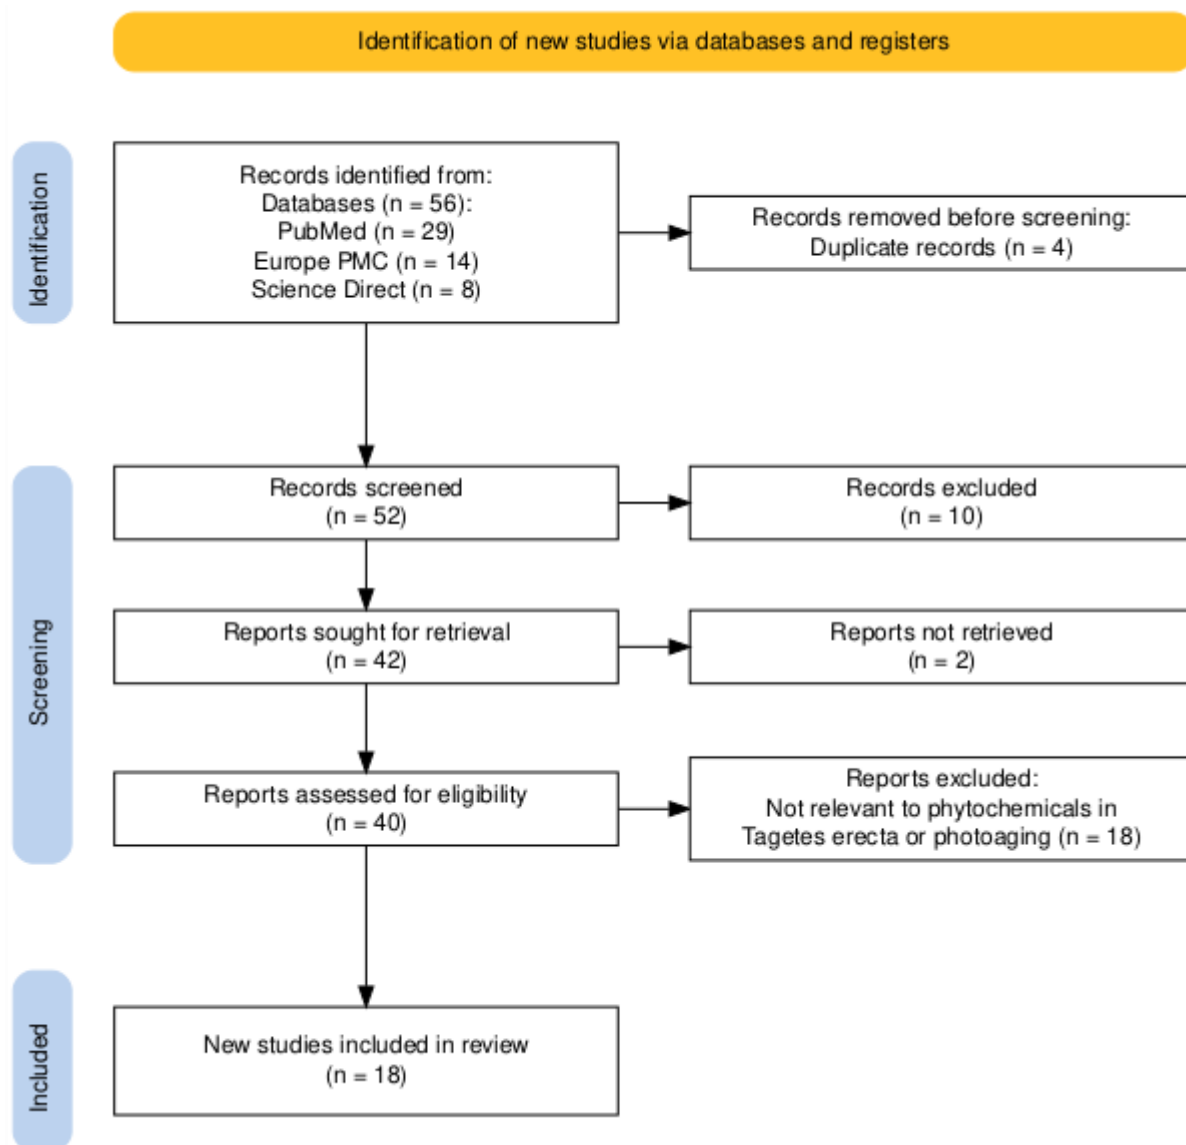 Identification of new studies via databases and registers
Identification
Records identified from:
Databases (n = 56):
PubMed (n = 29)
Europe PMC (n = 14)
Science Direct (n = 8)
Records removed before screening:
Duplicate records (n = 4)
Screening
Records screened
(n = 52)
Records excluded
(n = 10)
Reports sought for retrieval
(n = 42)
Reports not retrieved
(n = 2)
Reports assessed for eligibility
(n = 40)
Reports excluded:
Not relevant to phytochemicals in
Tagetes erecta or photoaging (n = 18)
Included
New studies included in review
(n = 18)